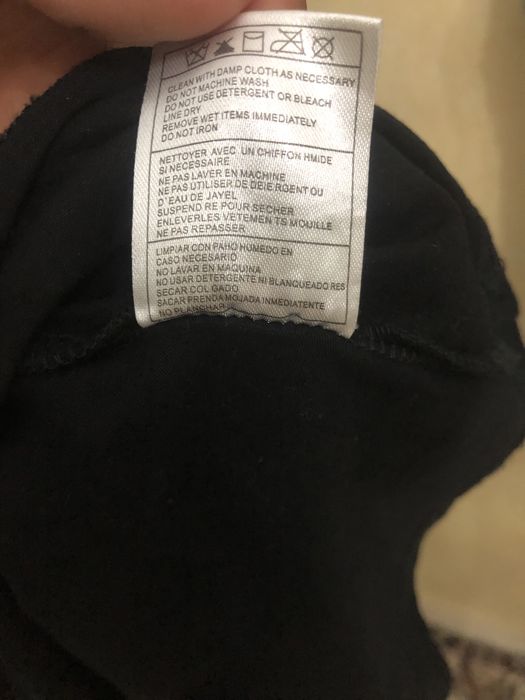 CLEAN WITH DAMP CLOTH AS NECESSARY
DO NOT MACHINE WASH
DO NOT USE DETERGENT OR BLEACH
LINE DRY
REMOVE WET ITEMS IMMEDIATELY
DO NOT IRON
NETTOYER AVEC UN CHIFFON HMIDE
SI NECESSAIRE
NE PAS LAVER EN MACHINE
NE PAS UTILISER DE DEIE RGENT OU
D'EAU DE JAYEL
SUSPEND RE POUR SECHER
ENLEVERLES VETEMEN TS MOUILLE
NE PAS REPASSER
LIMPIAR CON PAHO HUMEDO EN
CASO NECESARIO
NO LAVAR EN MAQUINA
NO USAR DETERGENTE NI BLANQUEADO RES
SECAR COL GADO
SACAR PRENDA MOJADA INMEDIATENTE
NO PLANSHAR